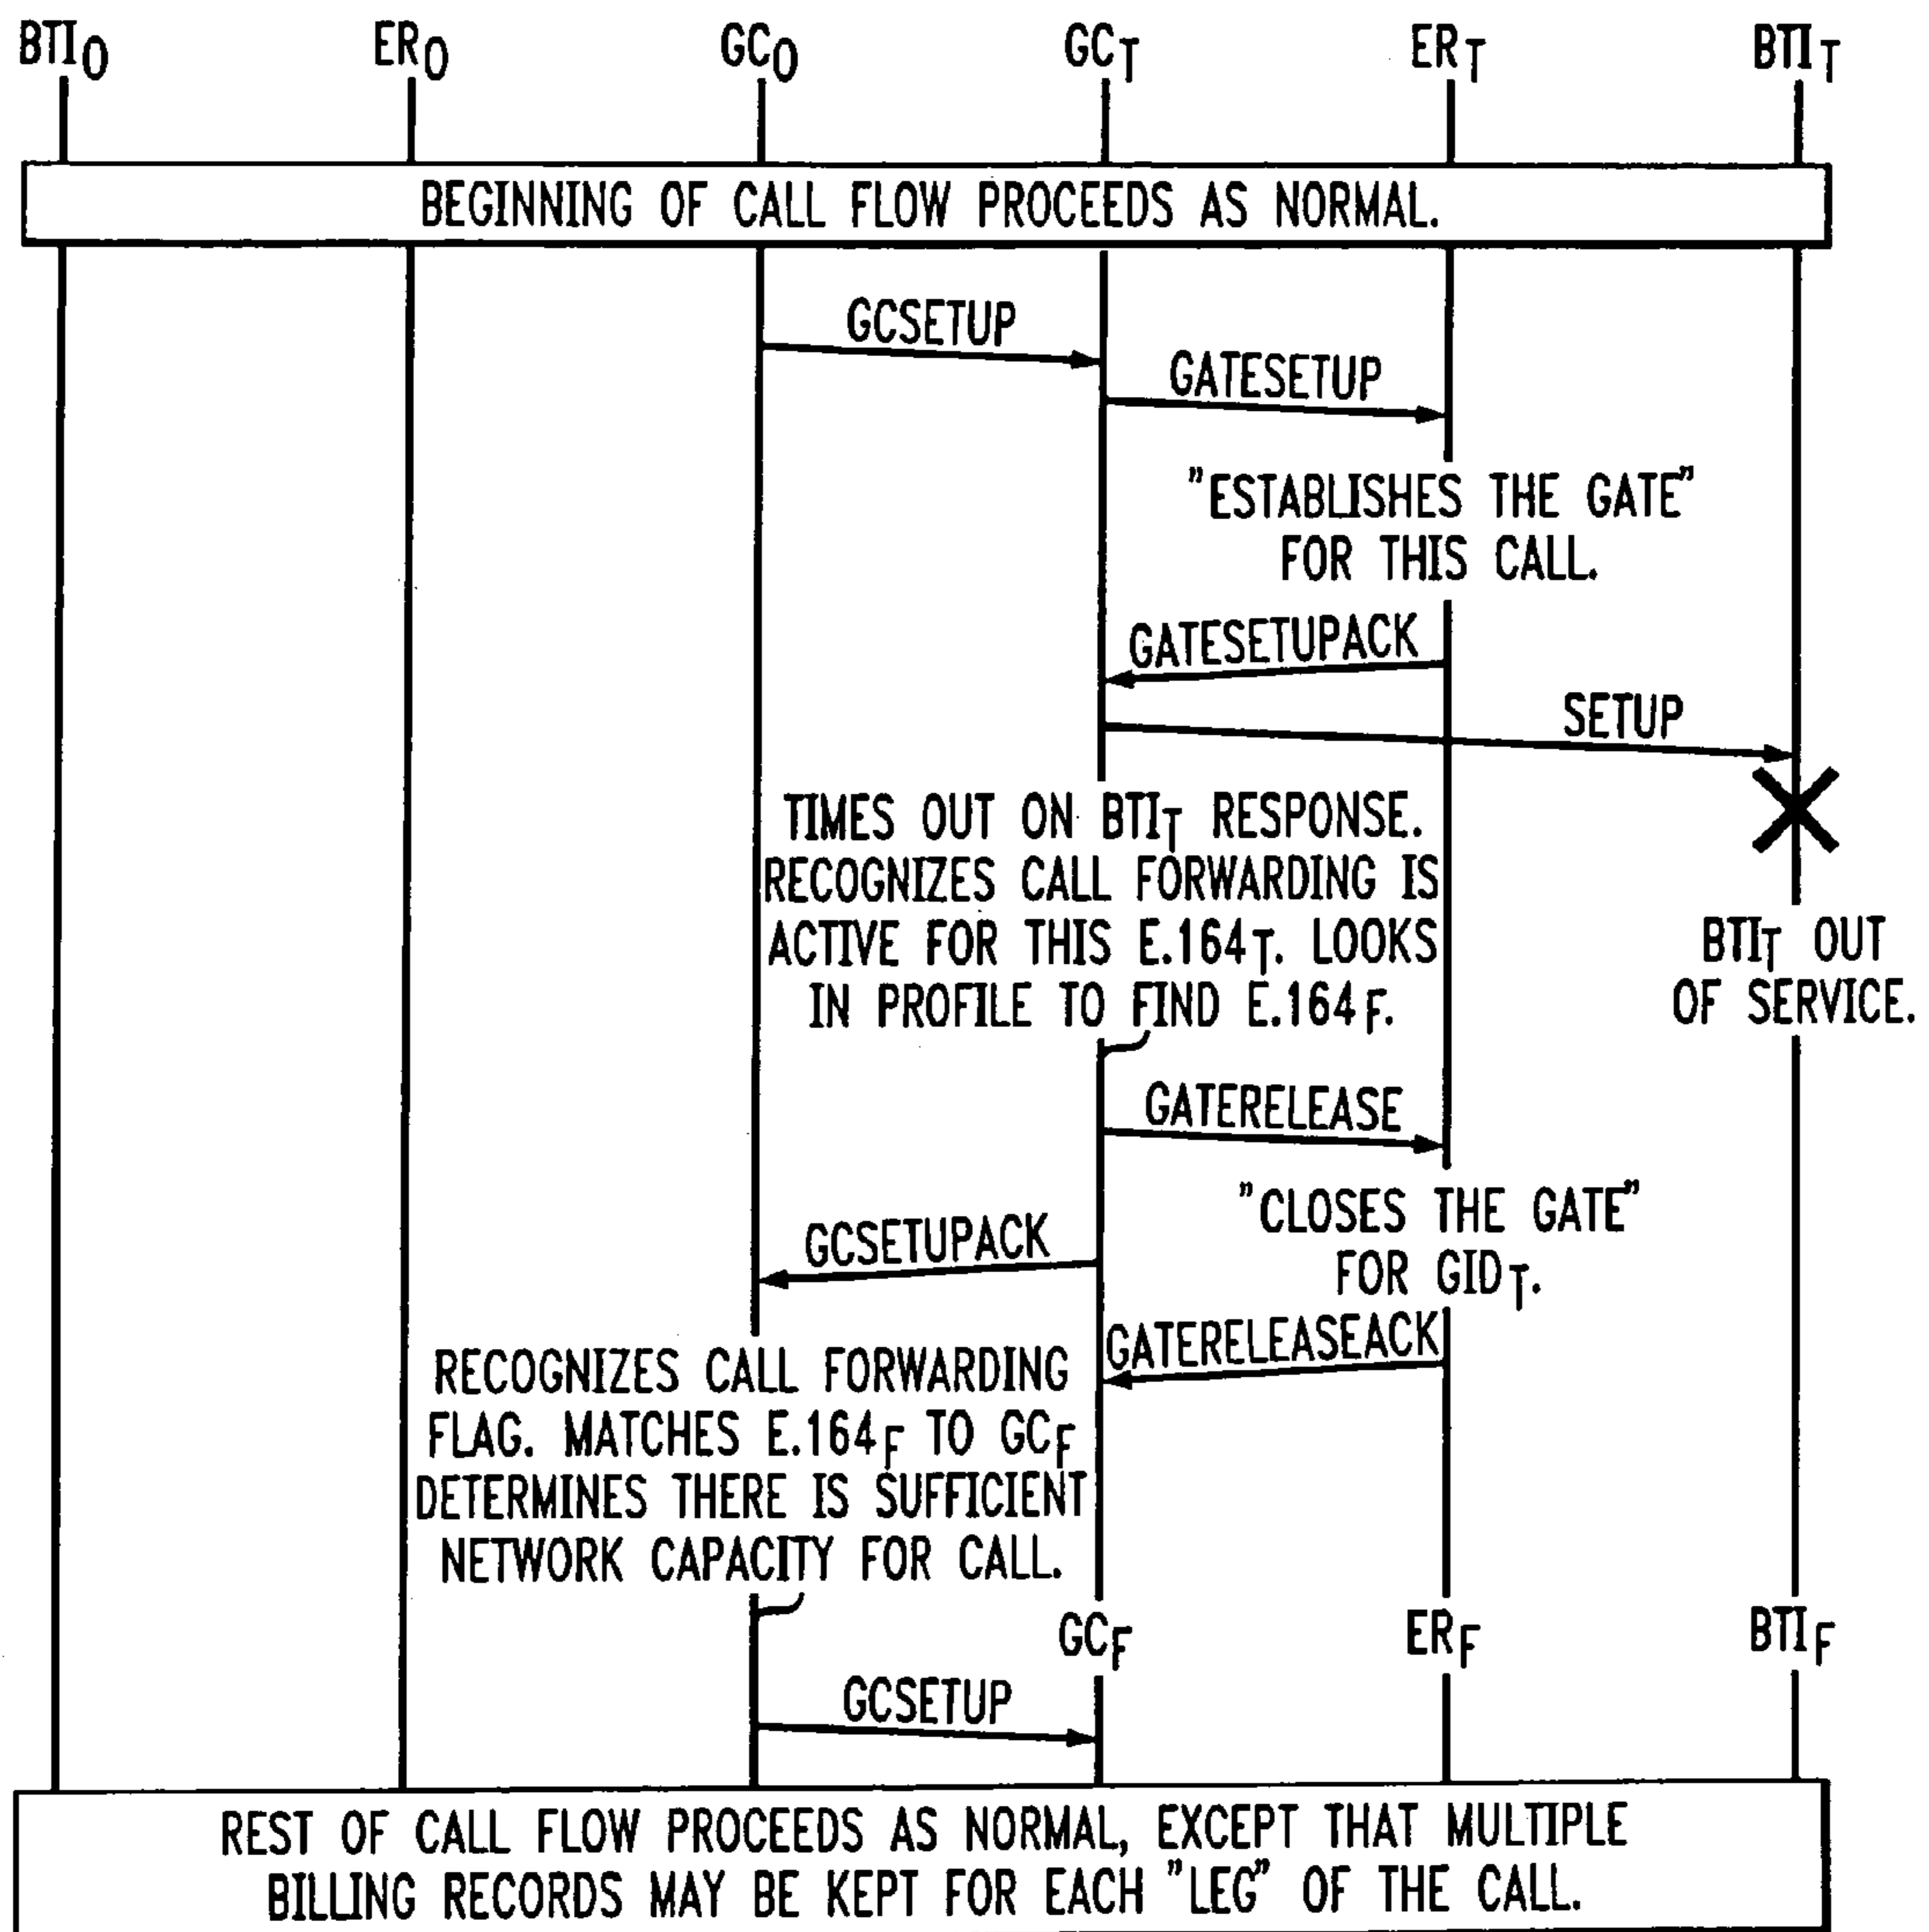 BTIO ERO GCO GCT ERT BTIT
BEGINNING OF CALL FLOW PROCEEDS AS NORMAL.
GCSETUP
GATESETUP
"ESTABLISHES THE GATE"
FOR THIS CALL.
GATESETUPACK
SETUP
TIMES OUT ON BTIT RESPONSE.
RECOGNIZES CALL FORWARDING IS
ACTIVE FOR THIS E.164T. LOOKS
IN PROFILE TO FIND E.164F.
BTIT OUT
OF SERVICE.
GATERELEASE
"CLOSES THE GATE"
FOR GIDT.
GCSETUPACK
GATERELEASEACK
RECOGNIZES CALL FORWARDING
FLAG. MATCHES E.164F TO GCF
DETERMINES THERE IS SUFFICIENT
NETWORK CAPACITY FOR CALL.
GCF ERF BTIF
GCSETUP
REST OF CALL FLOW PROCEEDS AS NORMAL, EXCEPT THAT MULTIPLE
BILLING RECORDS MAY BE KEPT FOR EACH "LEG" OF THE CALL.